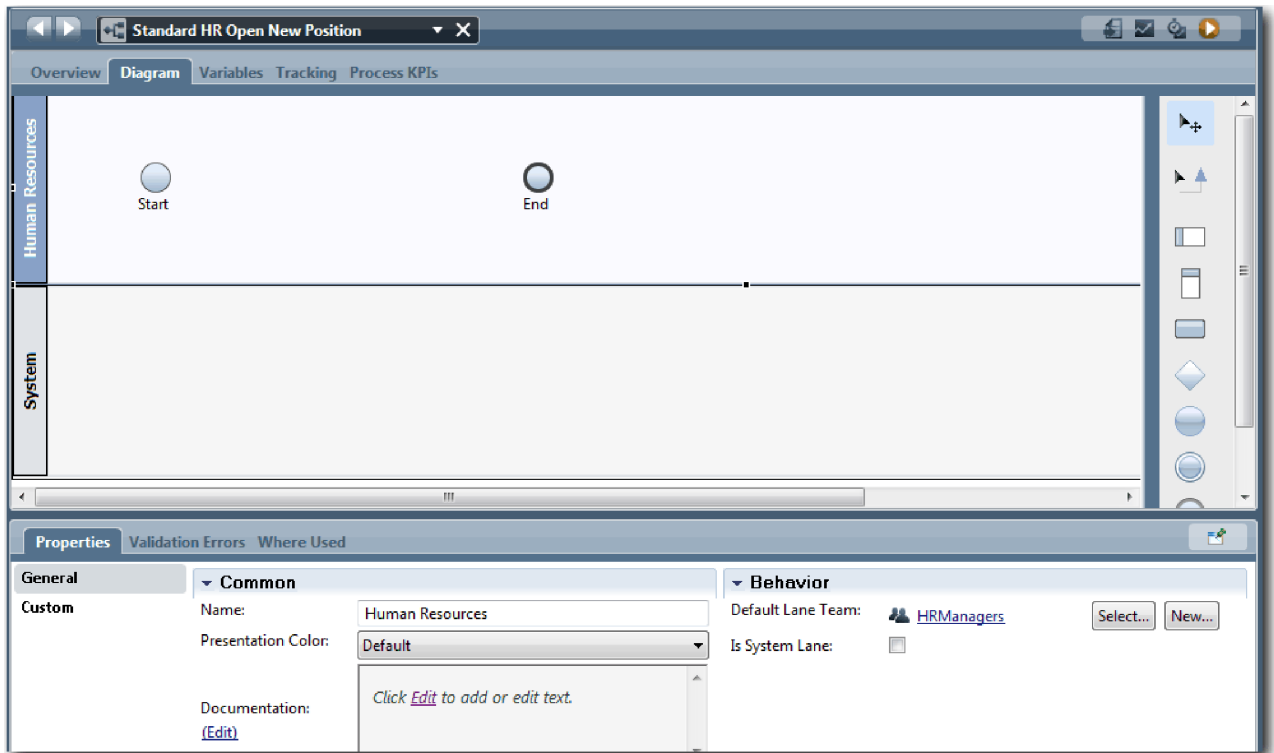 Standard HR Open New Position
Overview Diagram Variables Tracking Process KPIs
Human Resources
Start
End
System
Properties Validation Errors Where Used
General
Custom
Common
Name: Human Resources
Presentation Color: Default
Documentation:
(Edit)
Click Edit to add or edit text.
Behavior
Default Lane Team: HRManagers Select... New...
Is System Lane: